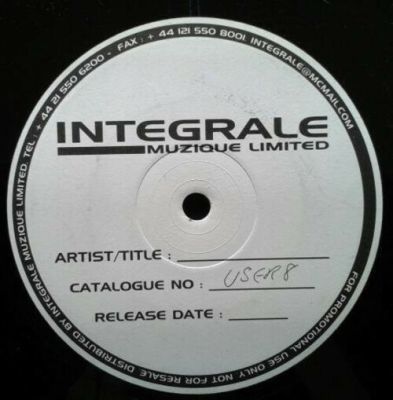 INTEGRALE
MUZIQUE LIMITED
ARTIST/TITLE :
CATALOGUE NO : USER8
RELEASE DATE :
FOR PROMOTIONAL USE ONLY NOT FOR RESALE. DISTRIBUTED BY INTEGRALE MUZIQUE LIMITED. TEL : + 44 121 550 6200 - FAX : + 44 121 550 8001. INTEGRALE@MCMAIL.COM